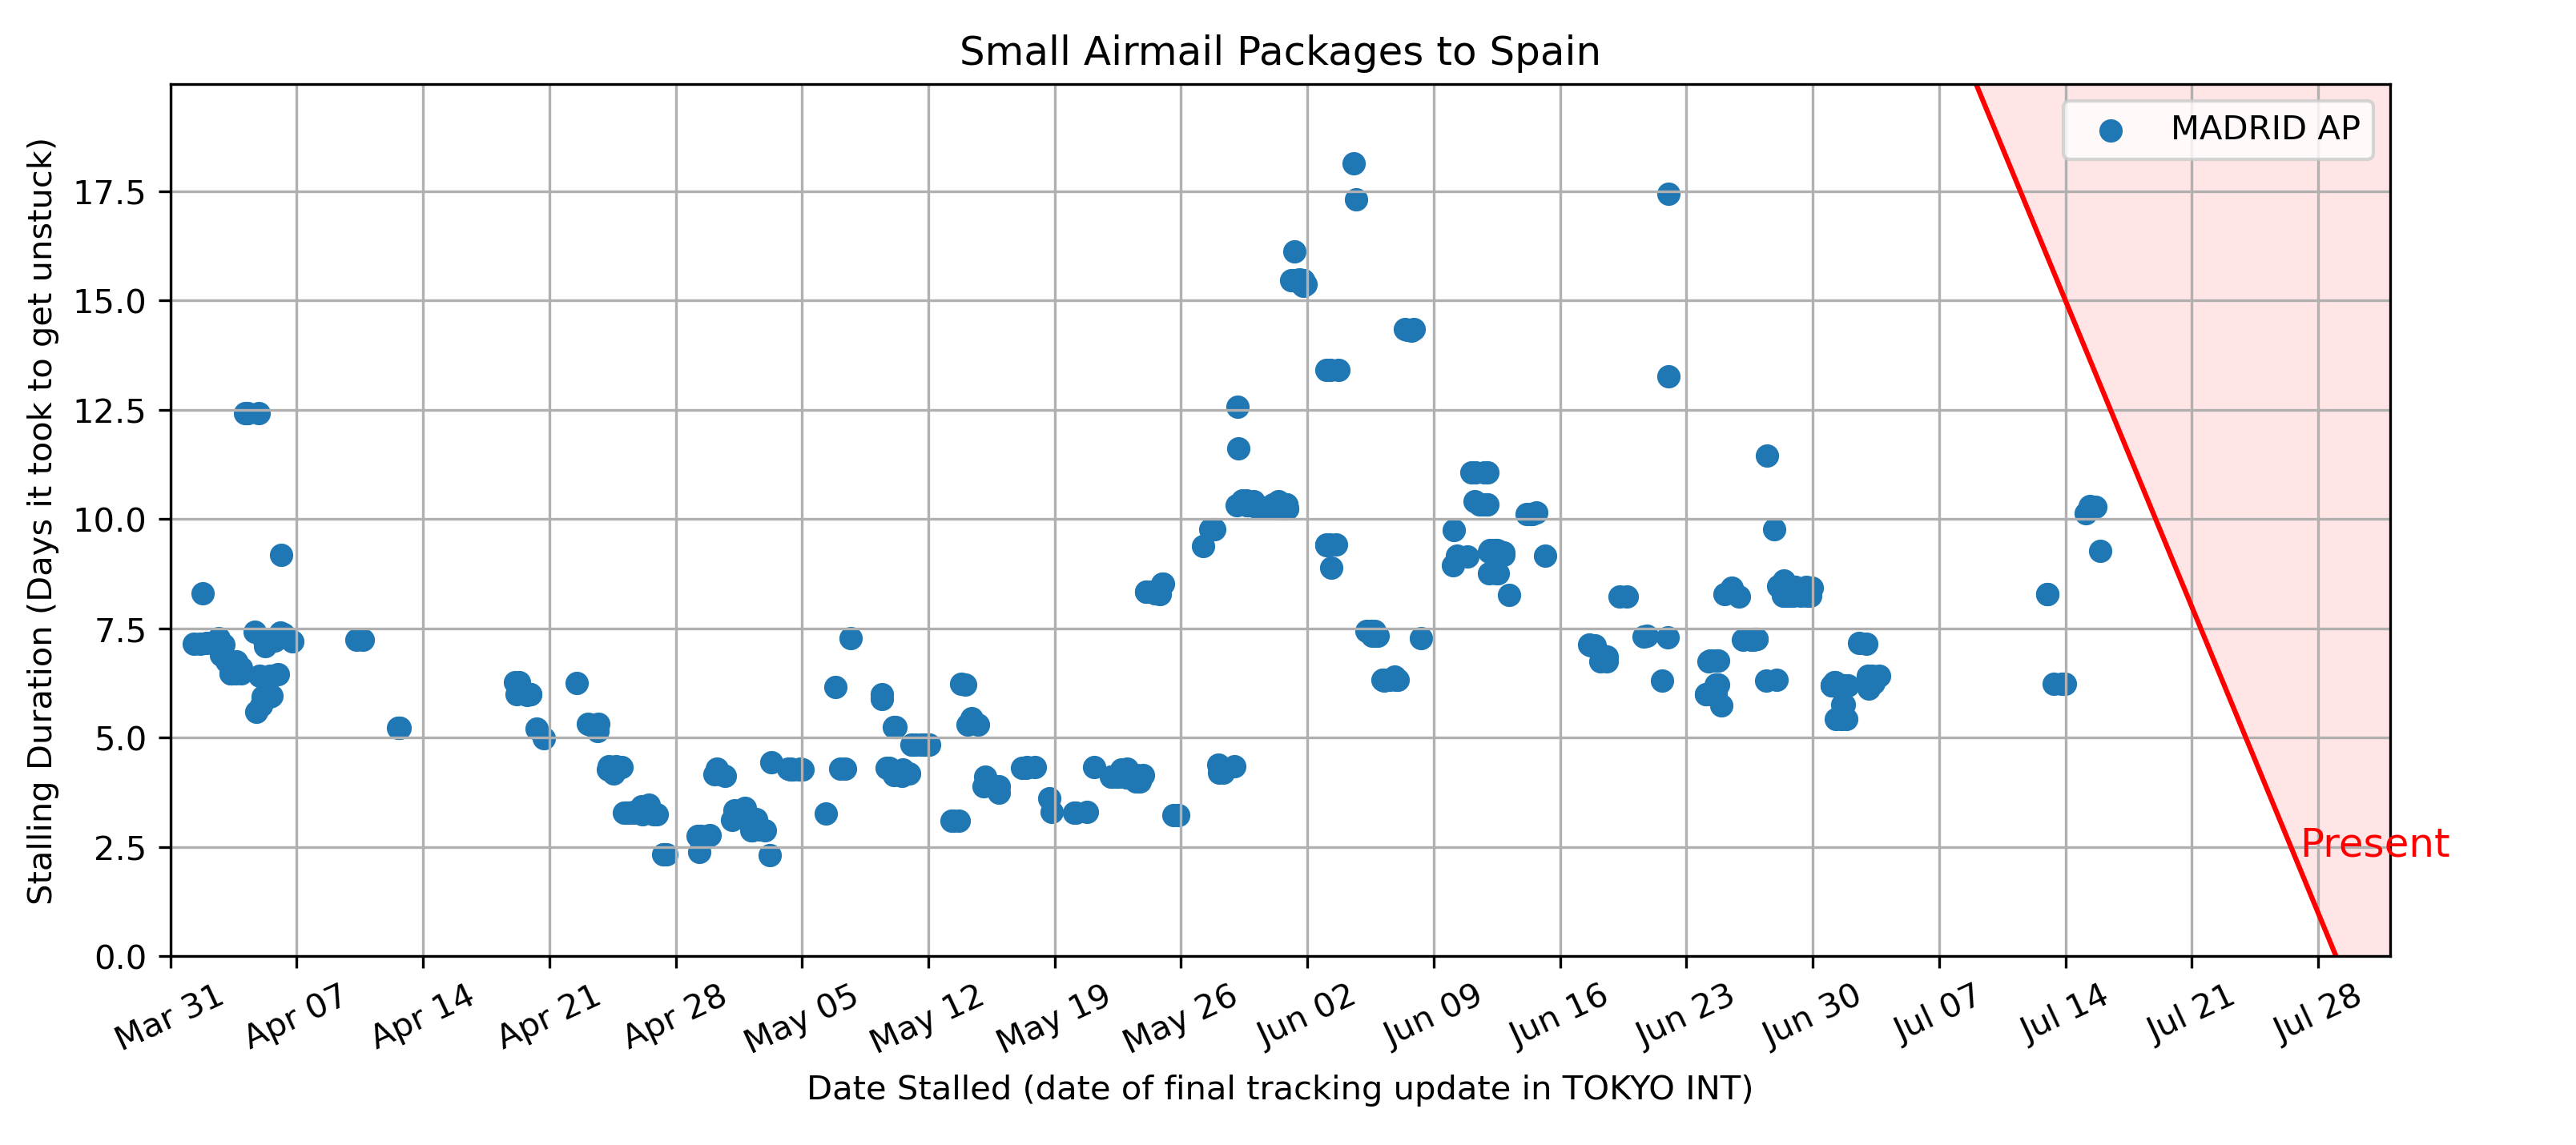 Small Airmail Packages to Spain
MADRID AP
Stalling Duration (Days it took to get unstuck)
17.5
15.0
12.5
10.0
7.5
5.0
2.5
0.0
Present
Mar 31
Apr 07
Apr 14
Apr 21
Apr 28
May 05
May 12
May 19
May 26
Jun 02
Jun 09
Jun 16
Jun 23
Jun 30
Jul 07
Jul 14
Jul 21
Jul 28
Date Stalled (date of final tracking update in TOKYO INT)